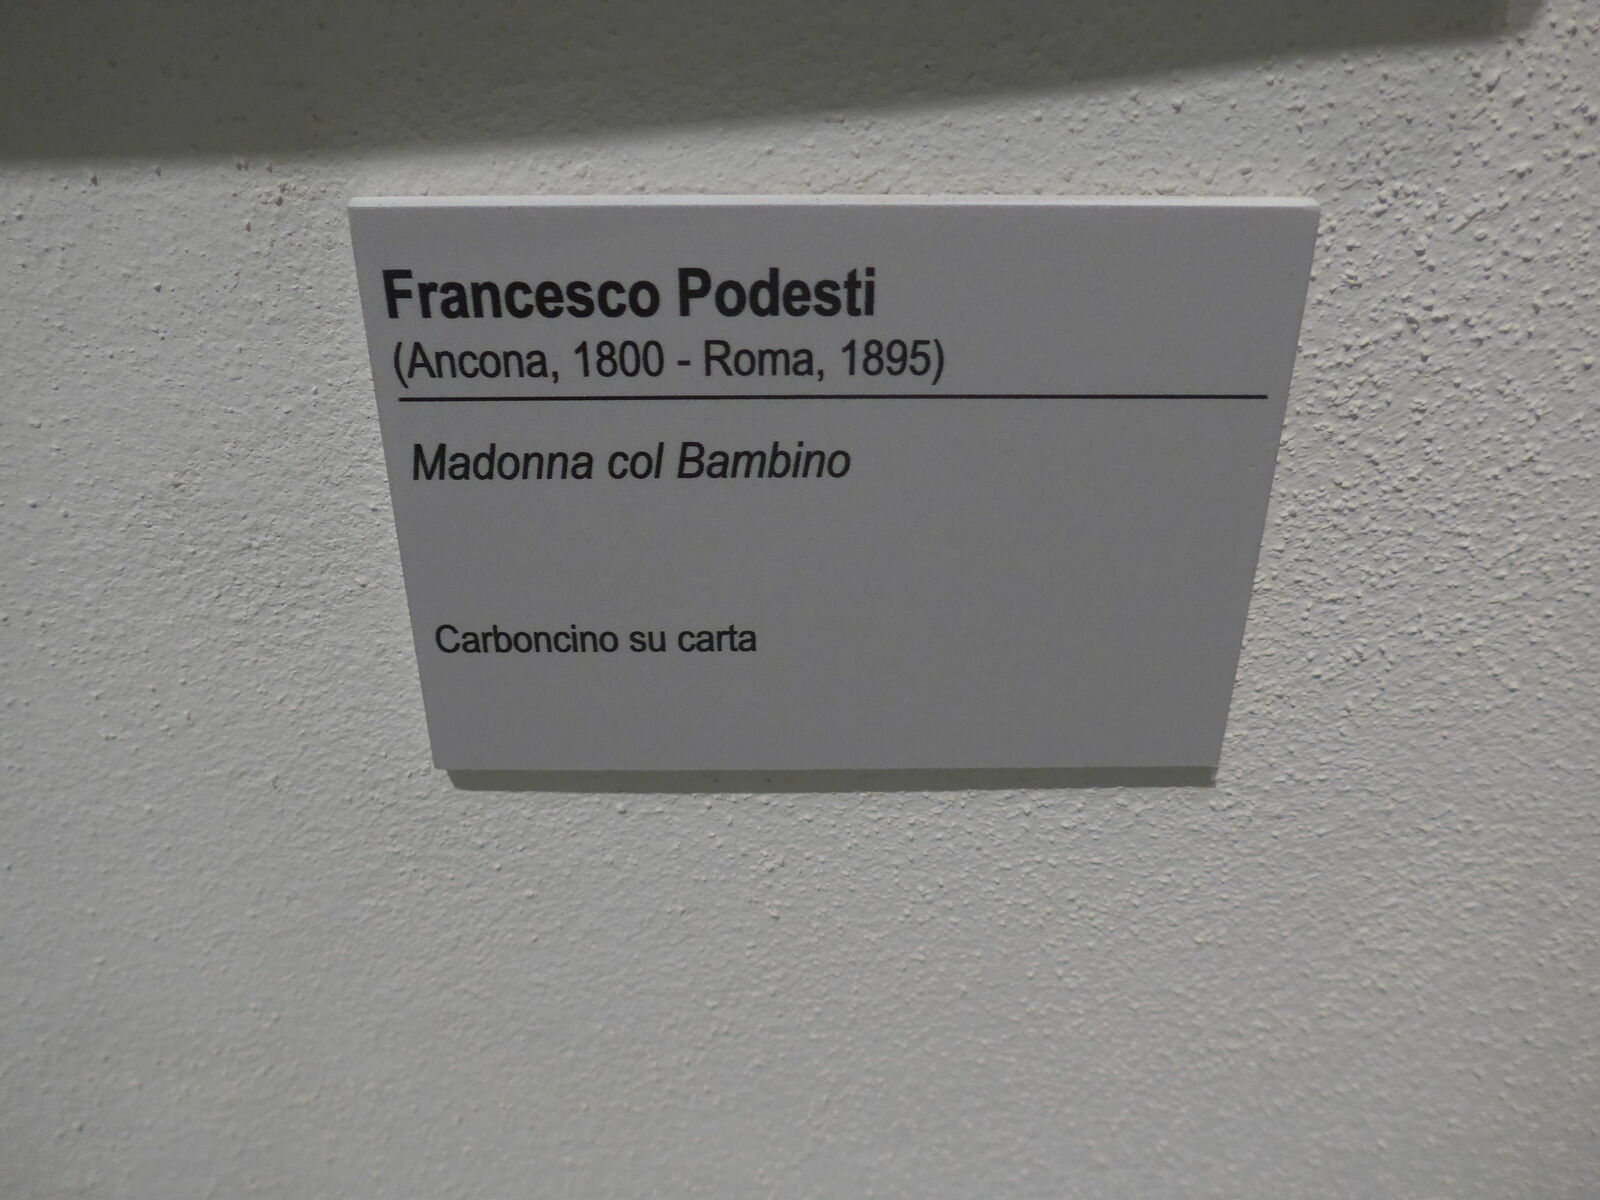 Francesco Podesti
(Ancona, 1800 - Roma, 1895)
Madonna col Bambino
Carboncino su carta